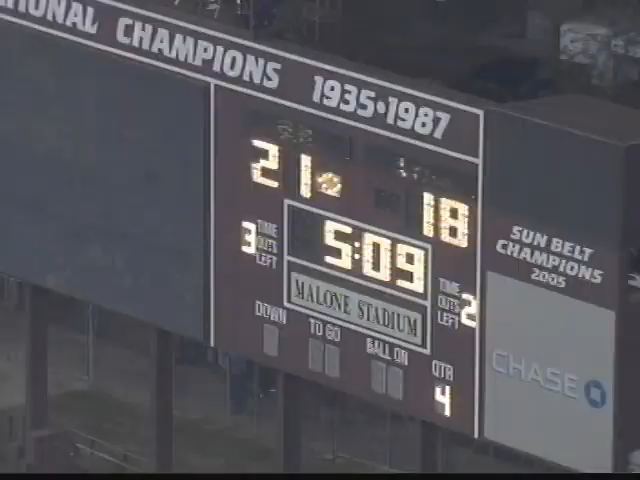 TIONAL CHAMPIONS 1935•1987
21 18
3 TIME OUTS LEFT
5:09
MALONE STADIUM
TIME OUTS LEFT 2
DOWN TO GO BALL ON QTR
4
SUN BELT
CHAMPIONS
2005
CHASE